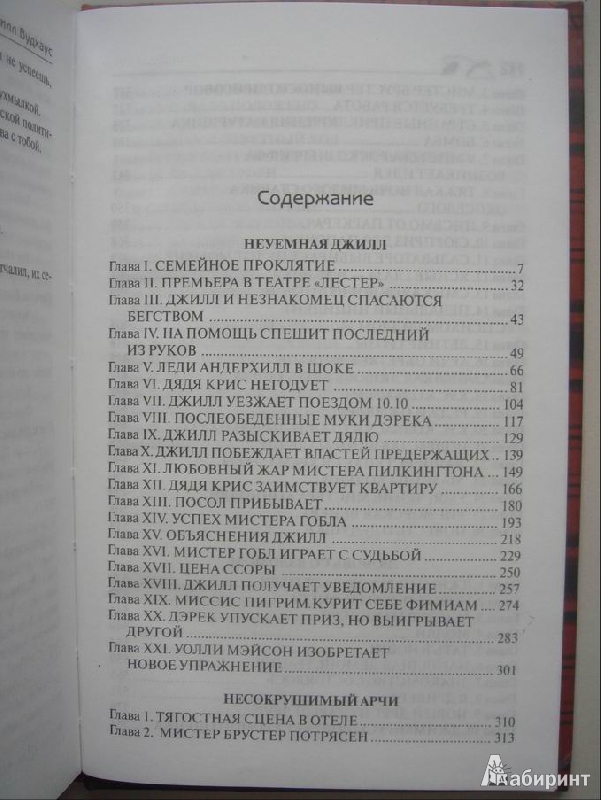 Вудхаус
не успеешь,
ухмылкой.
ской полити-
ва с тобой.
Содержание
НЕУЕМНАЯ ДЖИЛЛ
Глава I. СЕМЕЙНОЕ ПРОКЛЯТИЕ 7
Глава II. ПРЕМЬЕРА В ТЕАТРЕ «ЛЕСТЕР» 32
Глава III. ДЖИЛЛ И НЕЗНАКОМЕЦ СПАСАЮТСЯ
БЕГСТВОМ 43
Глава IV. НА ПОМОЩЬ СПЕШИТ ПОСЛЕДНИЙ
ИЗ РУКОВ 49
Глава V. ЛЕДИ АНДЕРХИЛЛ В ШОКЕ 66
Глава VI. ДЯДЯ КРИС НЕГОДУЕТ 81
Глава VII. ДЖИЛЛ УЕЗЖАЕТ ПОЕЗДОМ 10.10 104
Глава VIII. ПОСЛЕОБЕДЕННЫЕ МУКИ ДЭРЕКА 117
Глава IX. ДЖИЛЛ РАЗЫСКИВАЕТ ДЯДЮ 129
Глава X. ДЖИЛЛ ПОБЕЖДАЕТ ВЛАСТЕЙ ПРЕДЕРЖАЩИХ 139
Глава XI. ЛЮБОВНЫЙ ЖАР МИСТЕРА ПИЛКИНГТОНА 149
Глава XII. ДЯДЯ КРИС ЗАИМСТВУЕТ КВАРТИРУ 166
Глава XIII. ПОСОЛ ПРИБЫВАЕТ 180
Глава XIV. УСПЕХ МИСТЕРА ГОБЛА 193
Глава XV. ОБЪЯСНЕНИЯ ДЖИЛЛ 218
Глава XVI. МИСТЕР ГОБЛ ИГРАЕТ С СУДЬБОЙ 229
Глава XVII. ЦЕНА ССОРЫ 250
Глава XVIII. ДЖИЛЛ ПОЛУЧАЕТ УВЕДОМЛЕНИЕ 257
Глава XIX. МИССИС ПИГРИМ КУРИТ СЕБЕ ФИМИАМ 274
Глава XX. ДЭРЕК УПУСКАЕТ ПРИЗ, НО ВЫИГРЫВАЕТ
ДРУГОЙ 283
Глава XXI. УОЛЛИ МЭЙСОН ИЗОБРЕТАЕТ
НОВОЕ УПРАЖНЕНИЕ 301
НЕСОКРУШИМЫЙ АРЧИ
Глава 1. ТЯГОСТНАЯ СЦЕНА В ОТЕЛЕ 310
Глава 2. МИСТЕР БРУСТЕР ПОТРЯСЕН 313
Лабиринт